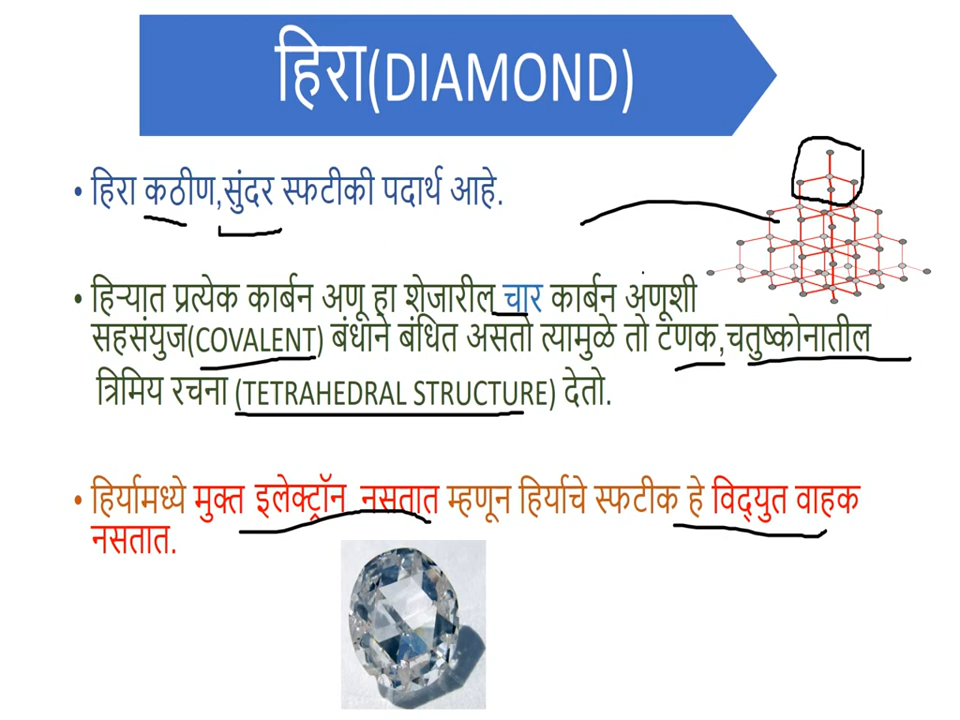 हिरा(DIAMOND)
• हिरा कठीण,सुंदर स्फटीकी पदार्थ आहे.
• हिऱ्यात प्रत्येक कार्बन अणू हा शेजारील चार कार्बन अणूशी
सहसंयुज(COVALENT) बंधाने बंधित असतो त्यामुळे तो टणक,चतुष्कोनातील
त्रिमिय रचना (TETRAHEDRAL STRUCTURE) देतो.
• हिर्यामध्ये मुक्त इलेक्ट्रॉन नसतात म्हणून हिर्याचे स्फटीक हे विद्युत वाहक
नसतात.